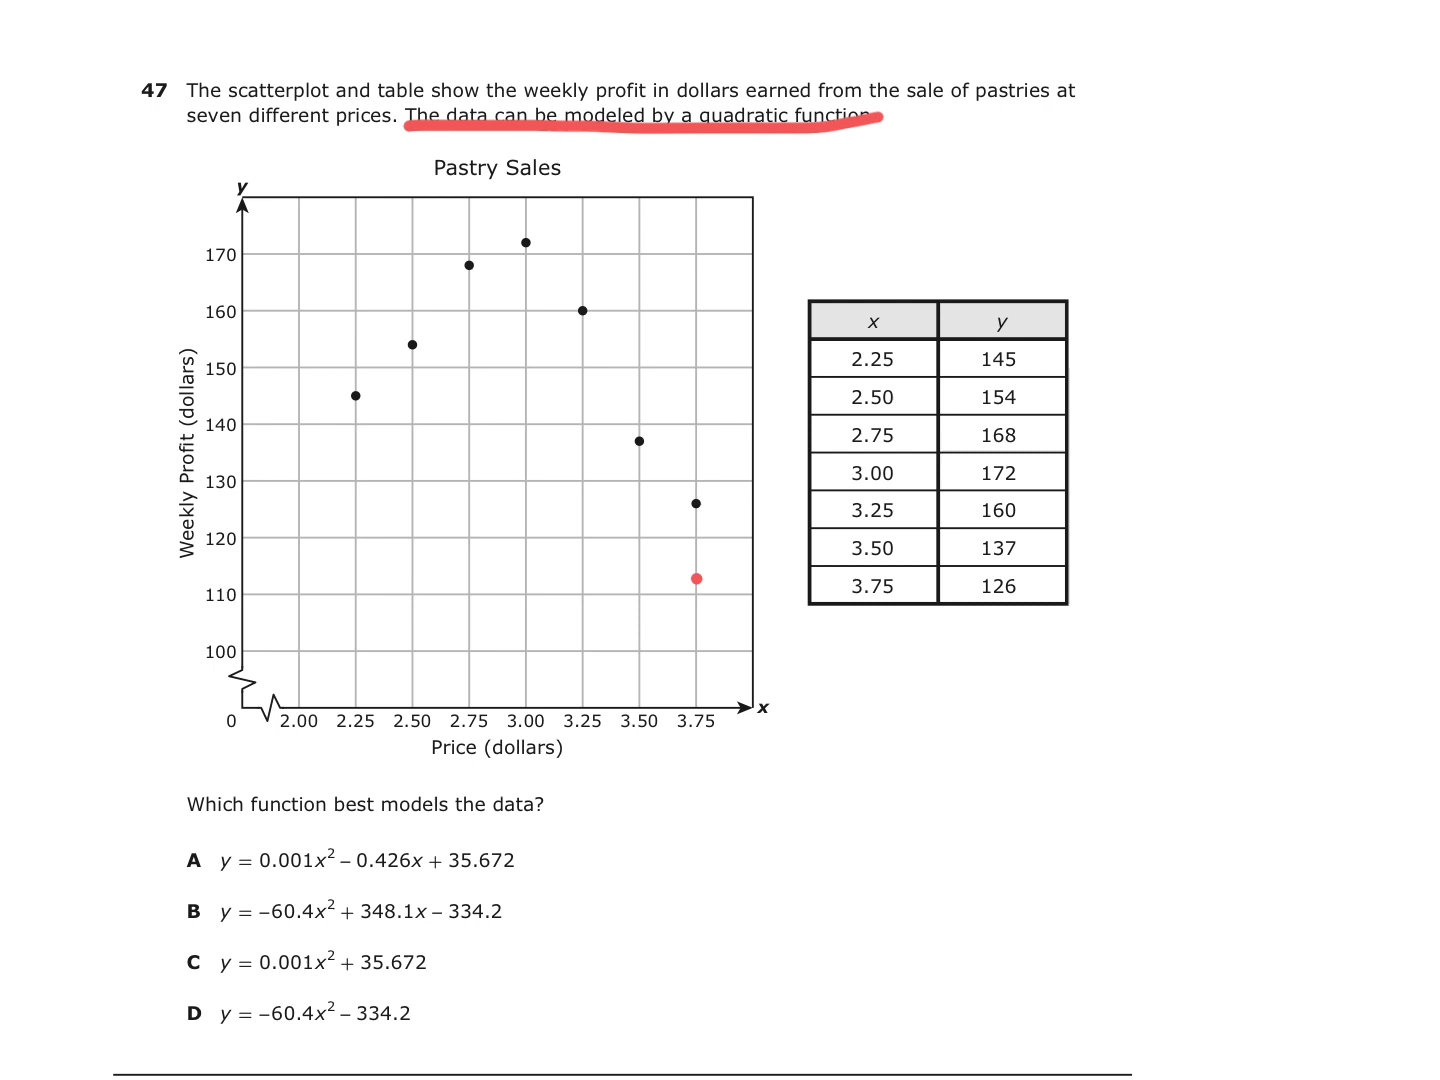 47 The scatterplot and table show the weekly profit in dollars earned from the sale of pastries at
seven different prices. The data can be modeled by a quadratic function.
Pastry Sales
y
170
160
150
140
130
120
110
100
Weekly Profit (dollars)
0 2.00 2.25 2.50 2.75 3.00 3.25 3.50 3.75 x
Price (dollars)
x y
2.25 145
2.50 154
2.75 168
3.00 172
3.25 160
3.50 137
3.75 126
Which function best models the data?
A y = 0.001x² – 0.426x + 35.672
B y = –60.4x² + 348.1x – 334.2
C y = 0.001x² + 35.672
D y = –60.4x² – 334.2